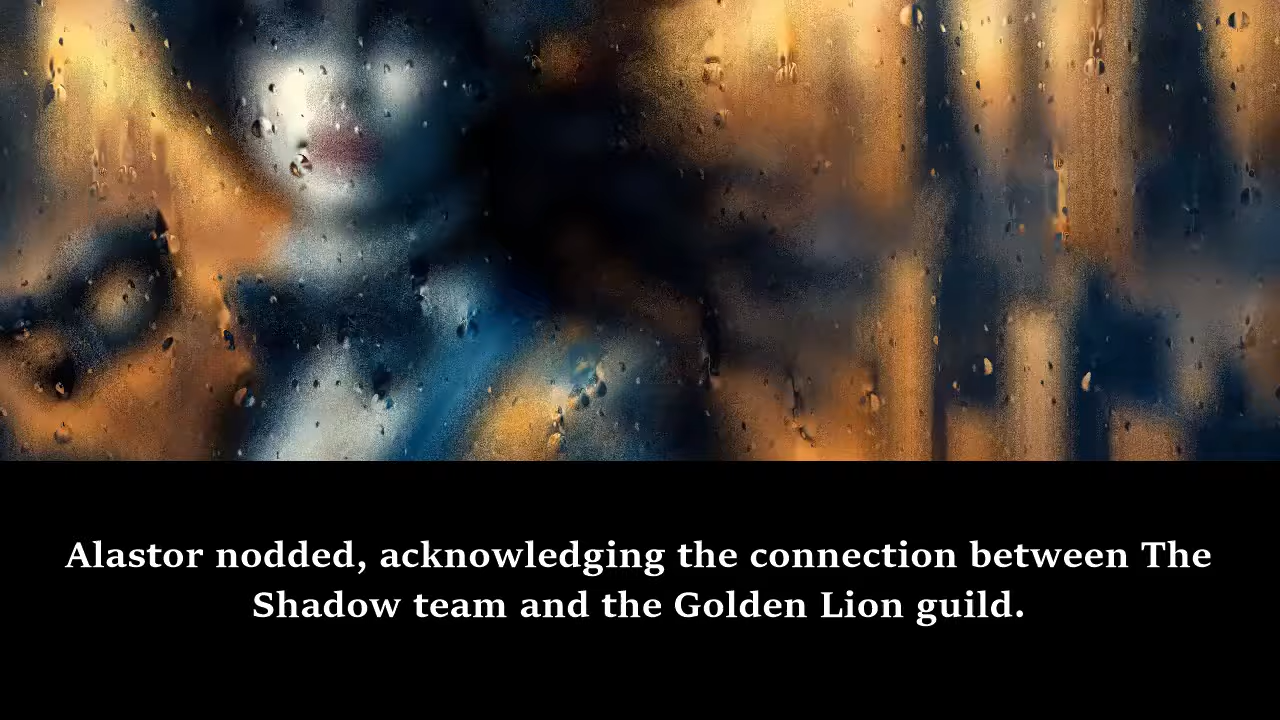 Alastor nodded, acknowledging the connection between The
Shadow team and the Golden Lion guild.